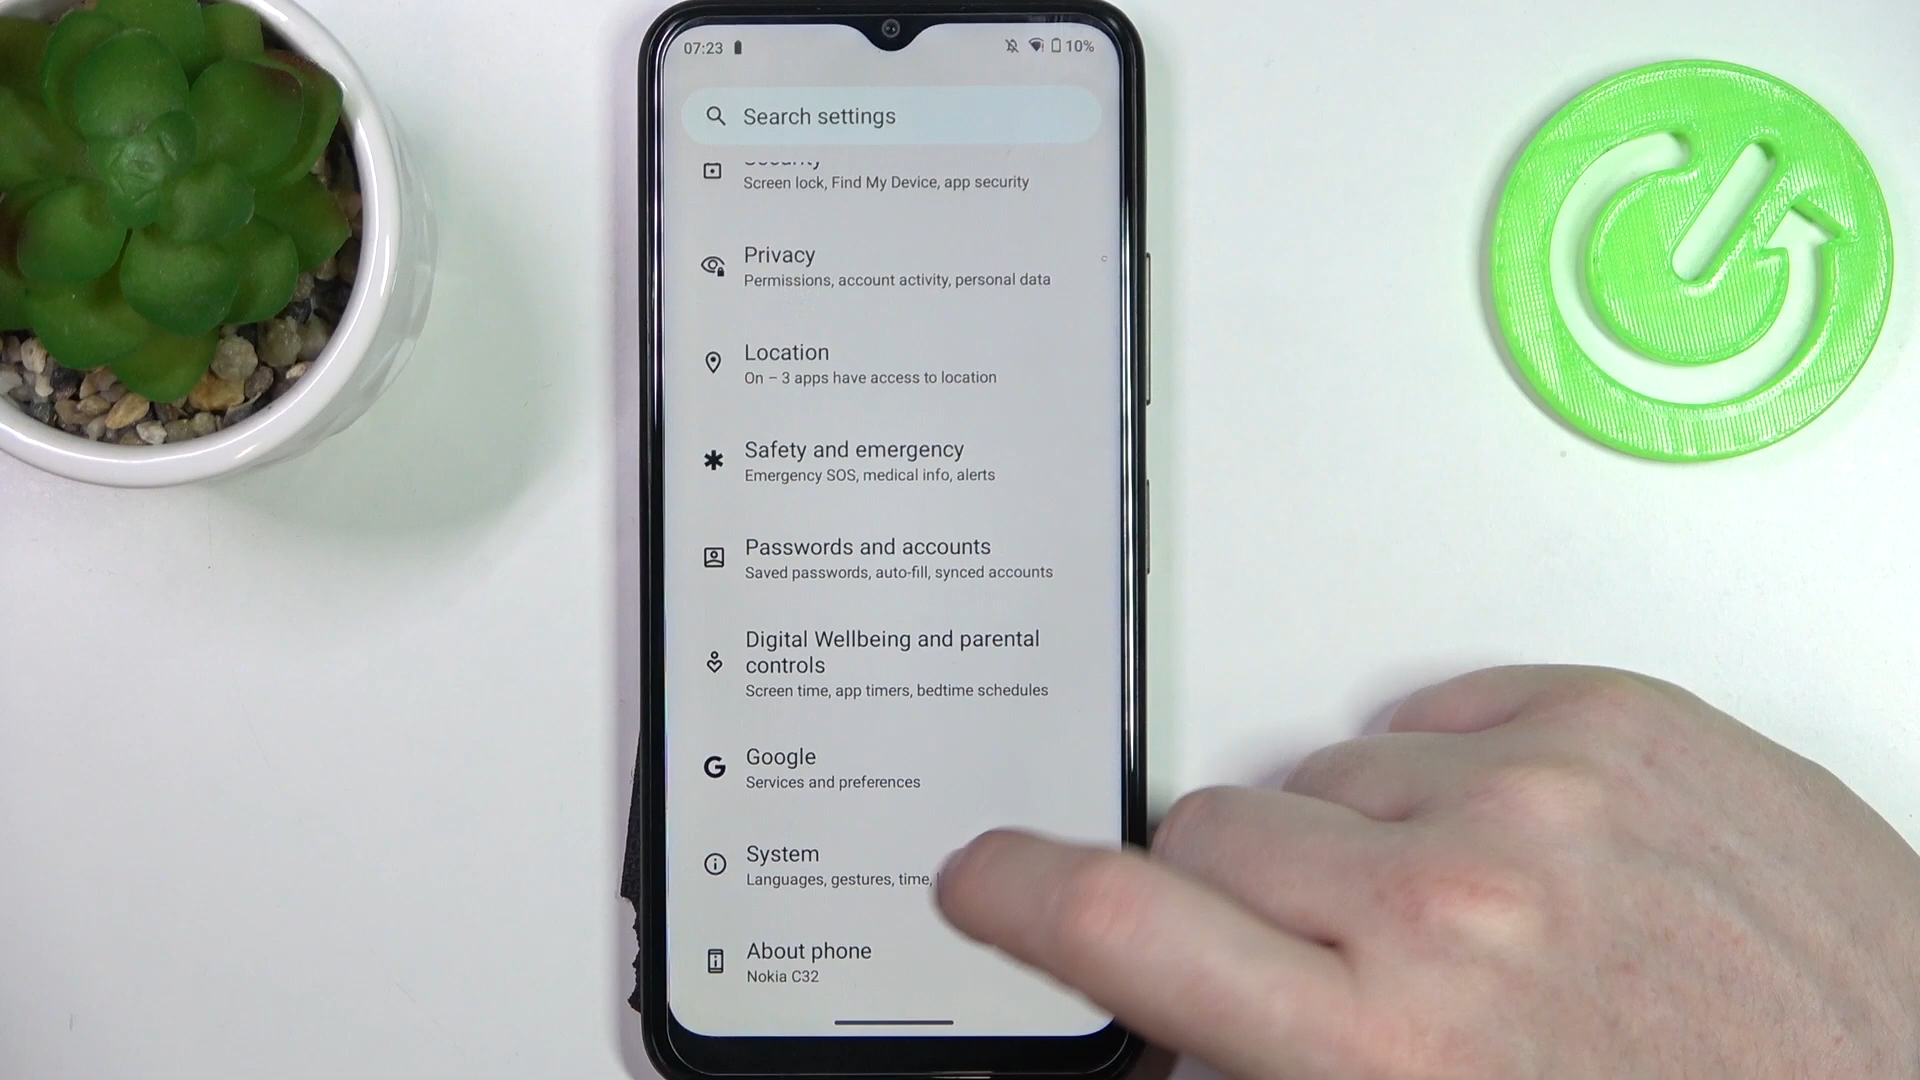 07:23
10%
Search settings
Security
Screen lock, Find My Device, app security
Privacy
Permissions, account activity, personal data
Location
On – 3 apps have access to location
Safety and emergency
Emergency SOS, medical info, alerts
Passwords and accounts
Saved passwords, auto-fill, synced accounts
Digital Wellbeing and parental
controls
Screen time, app timers, bedtime schedules
Google
Services and preferences
System
Languages, gestures, time,
About phone
Nokia C32